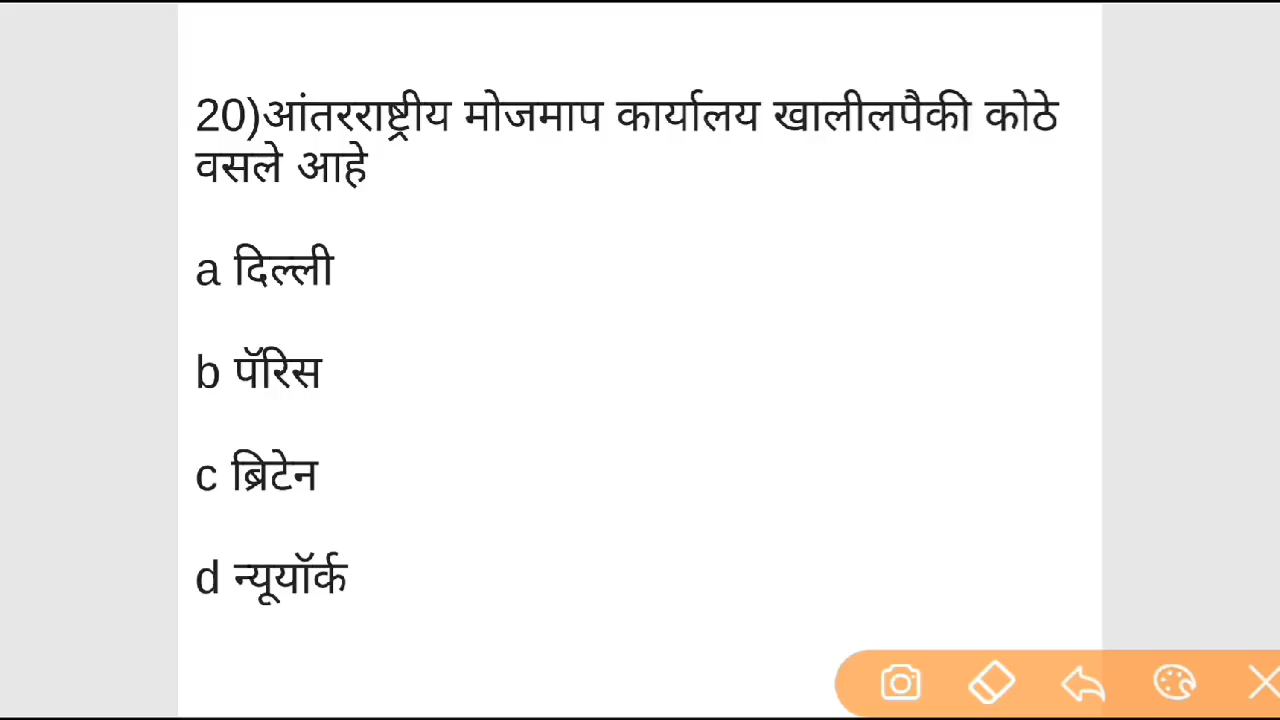 20)आंतरराष्ट्रीय मोजमाप कार्यालय खालीलपैकी कोठे
वसले आहे
a दिल्ली
b पॅरिस
c ब्रिटेन
d न्यूयॉर्क